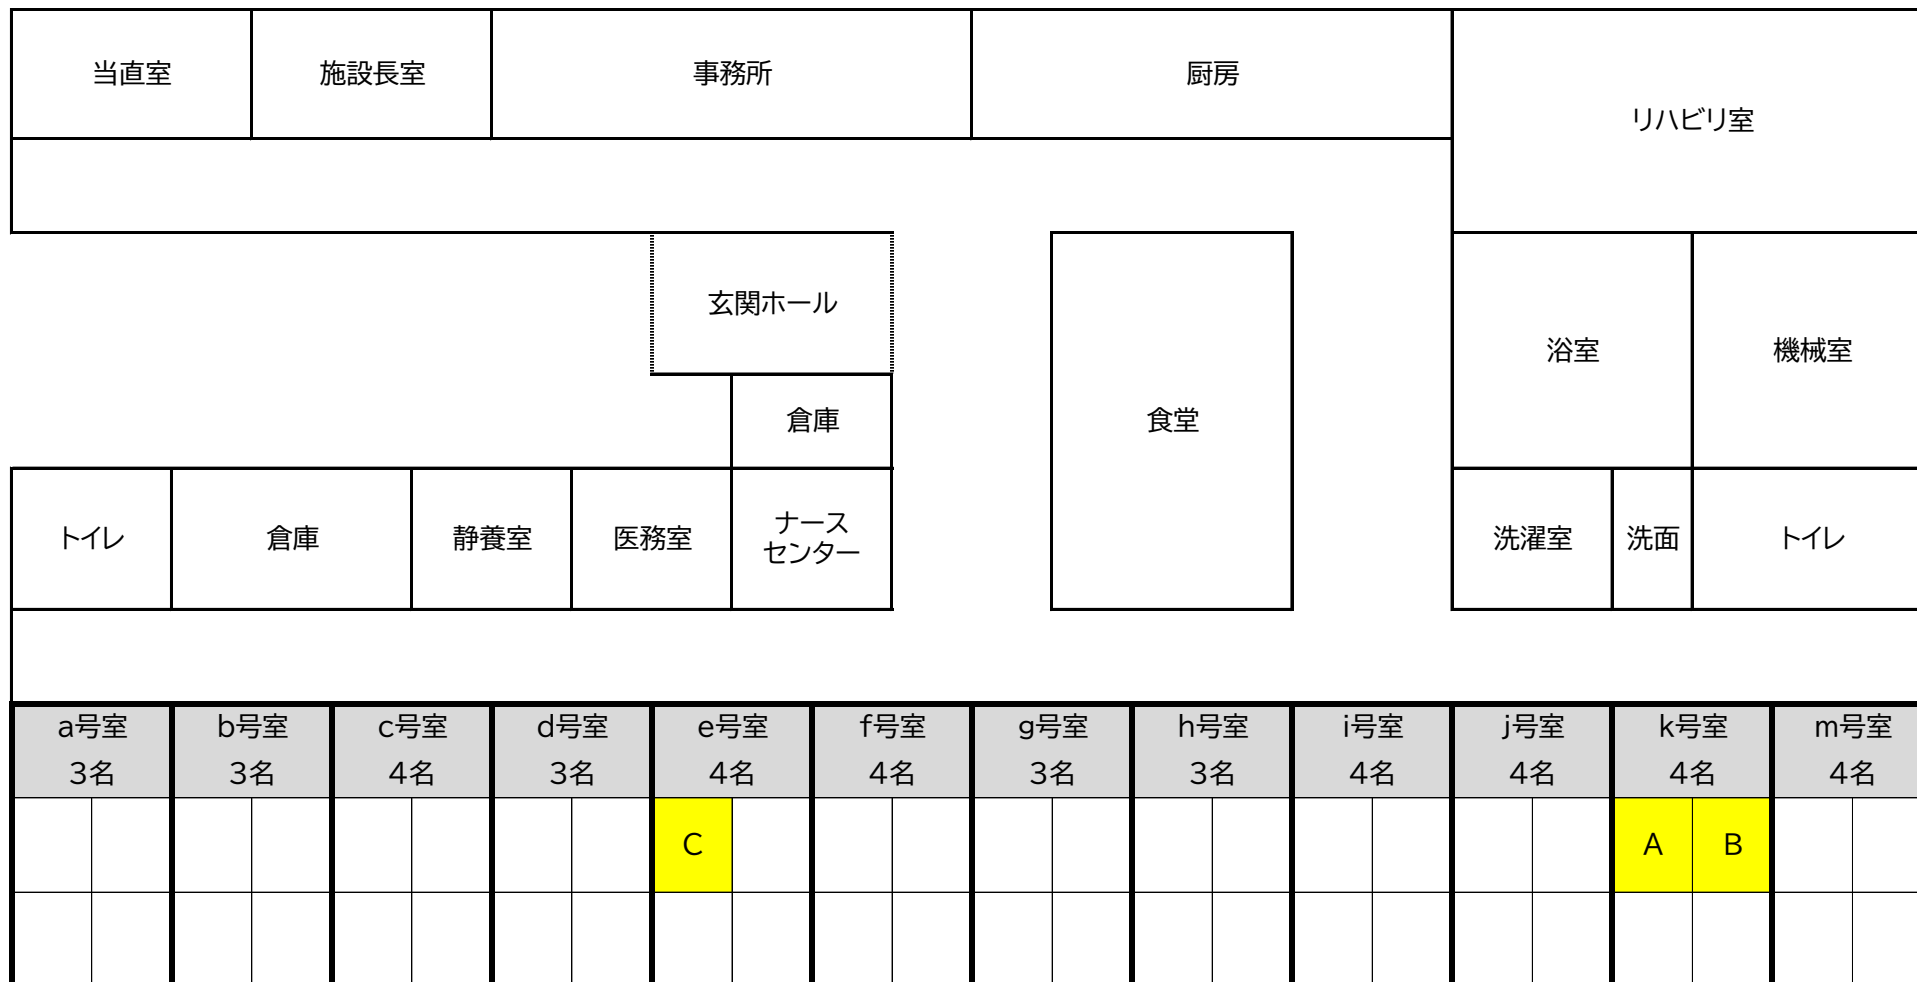 当直室
施設長室
事務所
厨房
リハビリ室
玄関ホール
浴室
機械室
倉庫
食堂
トイレ
倉庫
静養室
医務室
ナース
センター
洗濯室
洗面
トイレ
a号室 b号室 c号室 d号室 e号室 f号室 g号室 h号室 i号室 j号室 k号室 m号室
3名 3名 4名 3名 4名 4名 3名 3名 4名 4名 4名 4名
C A B